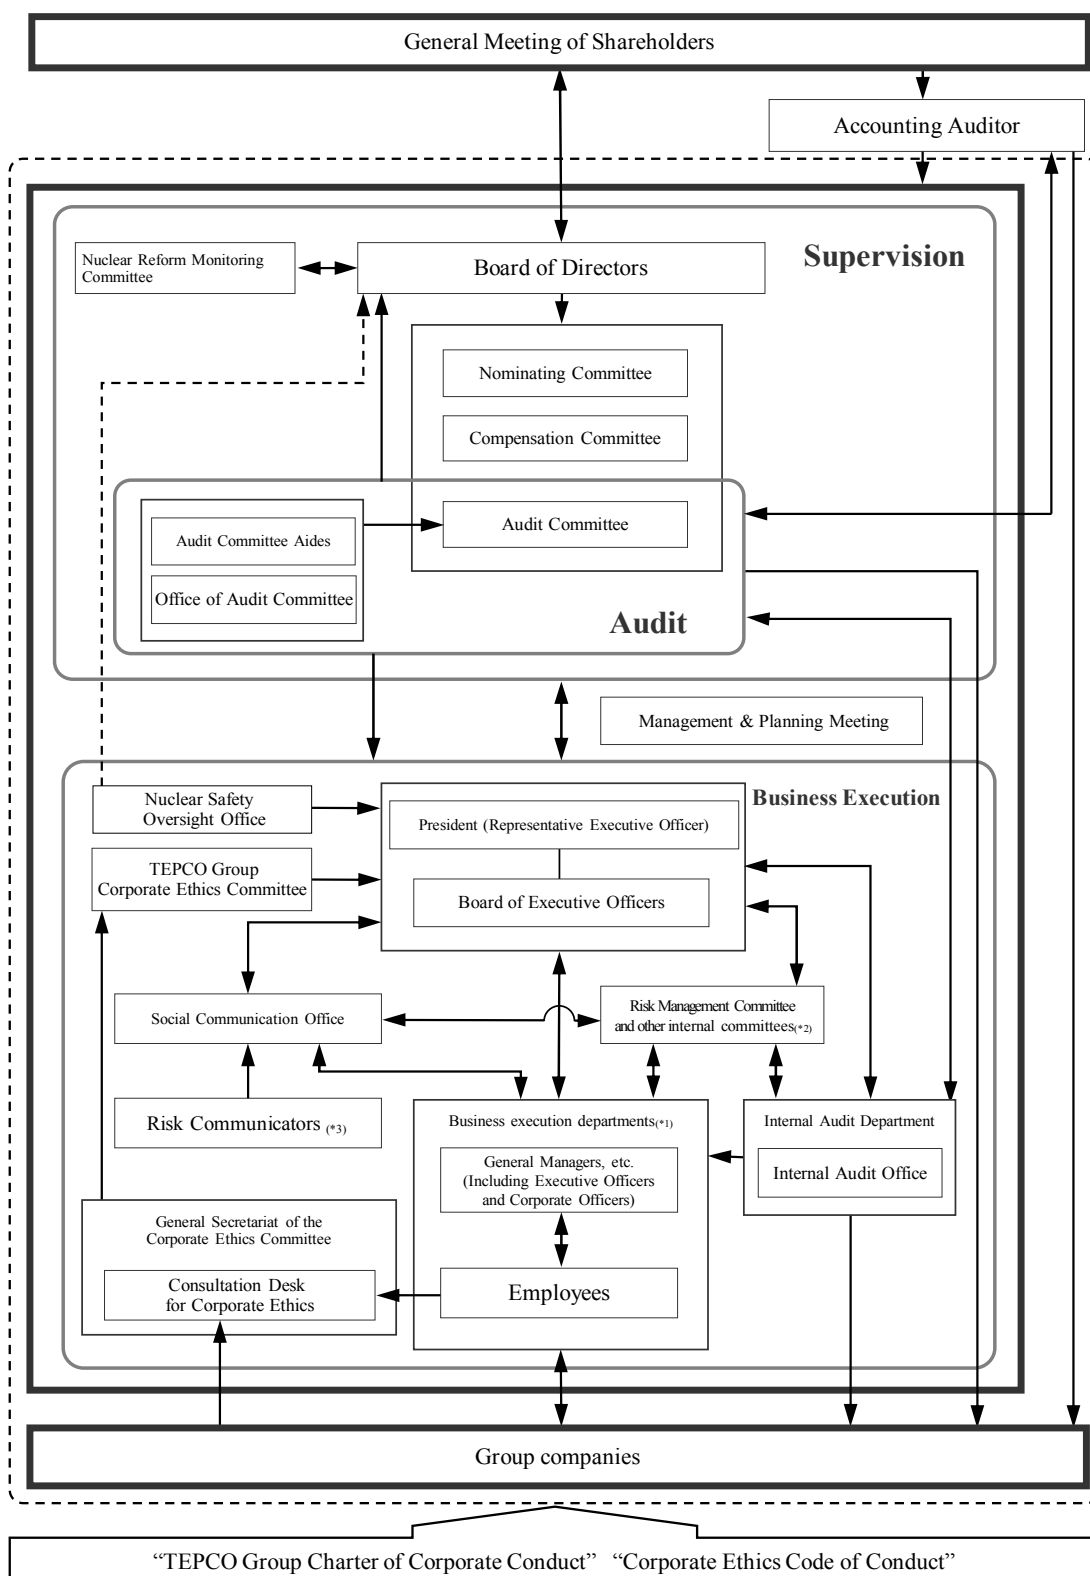 General Meeting of Shareholders
Accounting Auditor
Supervision
Nuclear Reform Monitoring
Committee
Board of Directors
Nominating Committee
Compensation Committee
Audit Committee
Audit Committee Aides
Office of Audit Committee
Audit
Management & Planning Meeting
Business Execution
Nuclear Safety
Oversight Office
President (Representative Executive Officer)
TEPCO Group
Corporate Ethics Committee
Board of Executive Officers
Social Communication Office
Risk Management Committee
and other internal committees(*2)
Risk Communicators (*3)
Business execution departments(*1)
Internal Audit Department
General Managers, etc.
(Including Executive Officers
and Corporate Officers)
Internal Audit Office
General Secretariat of the
Corporate Ethics Committee
Consultation Desk
for Corporate Ethics
Employees
Group companies
“TEPCO Group Charter of Corporate Conduct” “Corporate Ethics Code of Conduct”